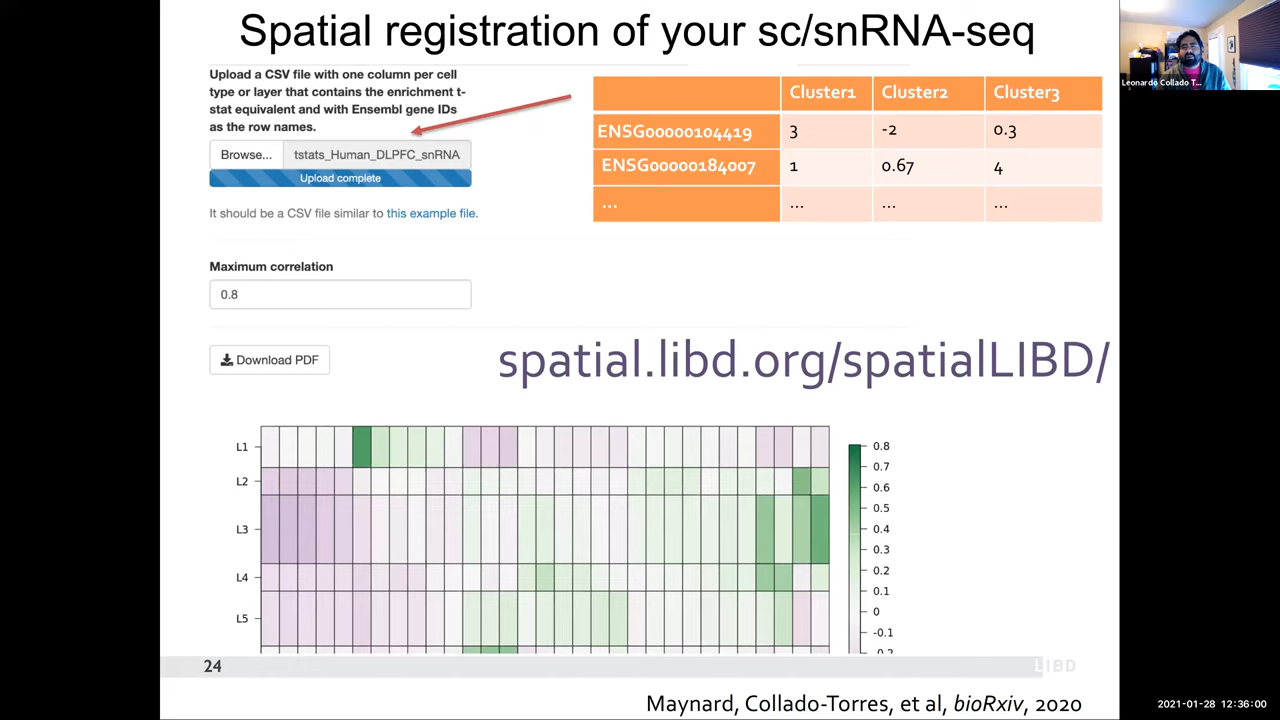 Spatial registration of your sc/snRNA-seq
Upload a CSV file with one column per cell
type or layer that contains the enrichment t-
stat equivalent and with Ensembl gene IDs
as the row names.
Browse... tstats_Human_DLPFC_snRNA
Upload complete
It should be a CSV file similar to this example file.
Cluster1 Cluster2 Cluster3
ENSG00000104419 3 -2 0.3
ENSG00000184007 1 0.67 4
... ... ... ...
Maximum correlation
0.8
Download PDF
spatial.libd.org/spatialLIBD/
L1
L2
L3
L4
L5
0.8
0.7
0.6
0.5
0.4
0.3
0.2
0.1
0
-0.1
24
LIBD
Maynard, Collado-Torres, et al, bioRxiv, 2020
Leonardo Collado T...
2021-01-28 12:36:00